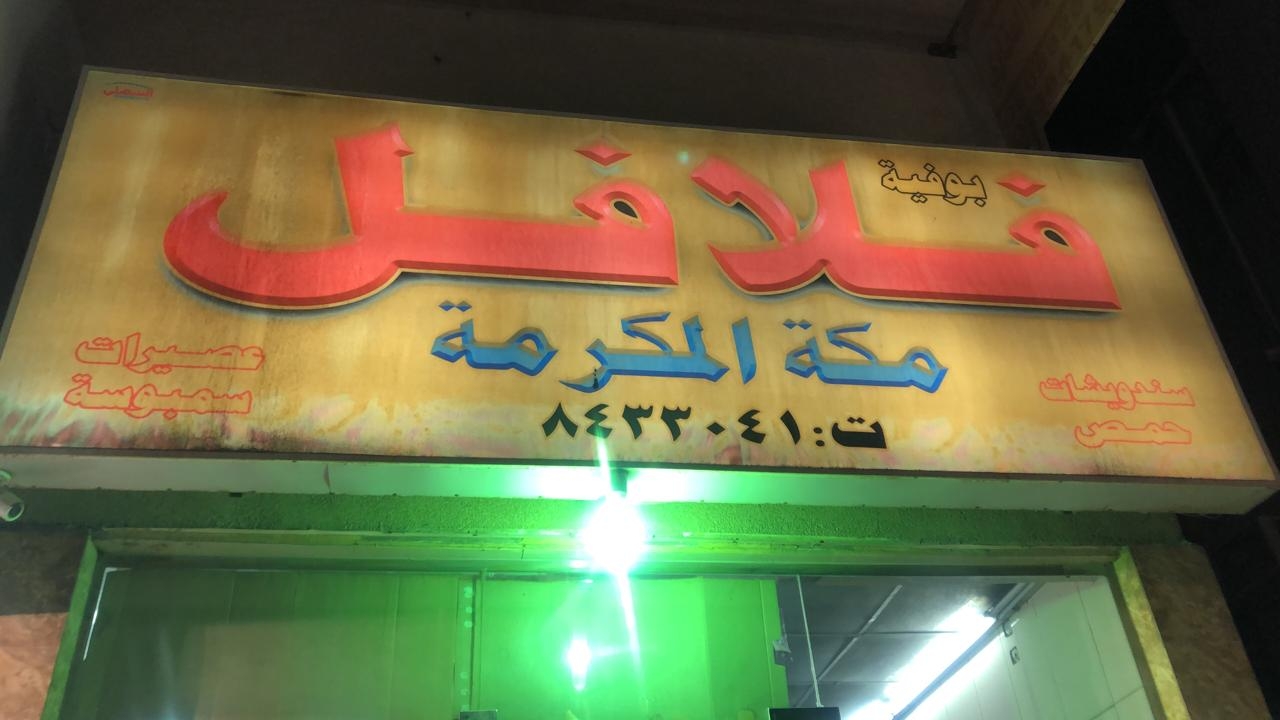 بوفية
فلافل
مكة المكرمة
ت: ٨٤٣٣٠٤١
سندويشات
حمص
عصيرات
سمبوسة